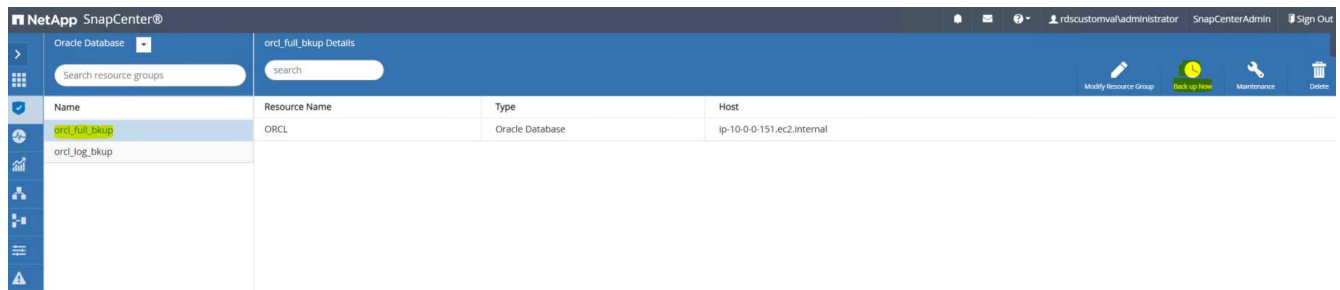 NetApp SnapCenter®
rdscustomval\administrator SnapCenterAdmin Sign Out
Oracle Database
Search resource groups
Name
orcl_full_bkup
orcl_log_bkup
orcl_full_bkup Details
search
Modify Resource Group Back up Now Maintenance Delete
Resource Name Type Host
ORCL Oracle Database ip-10-0-0-151.ec2.internal